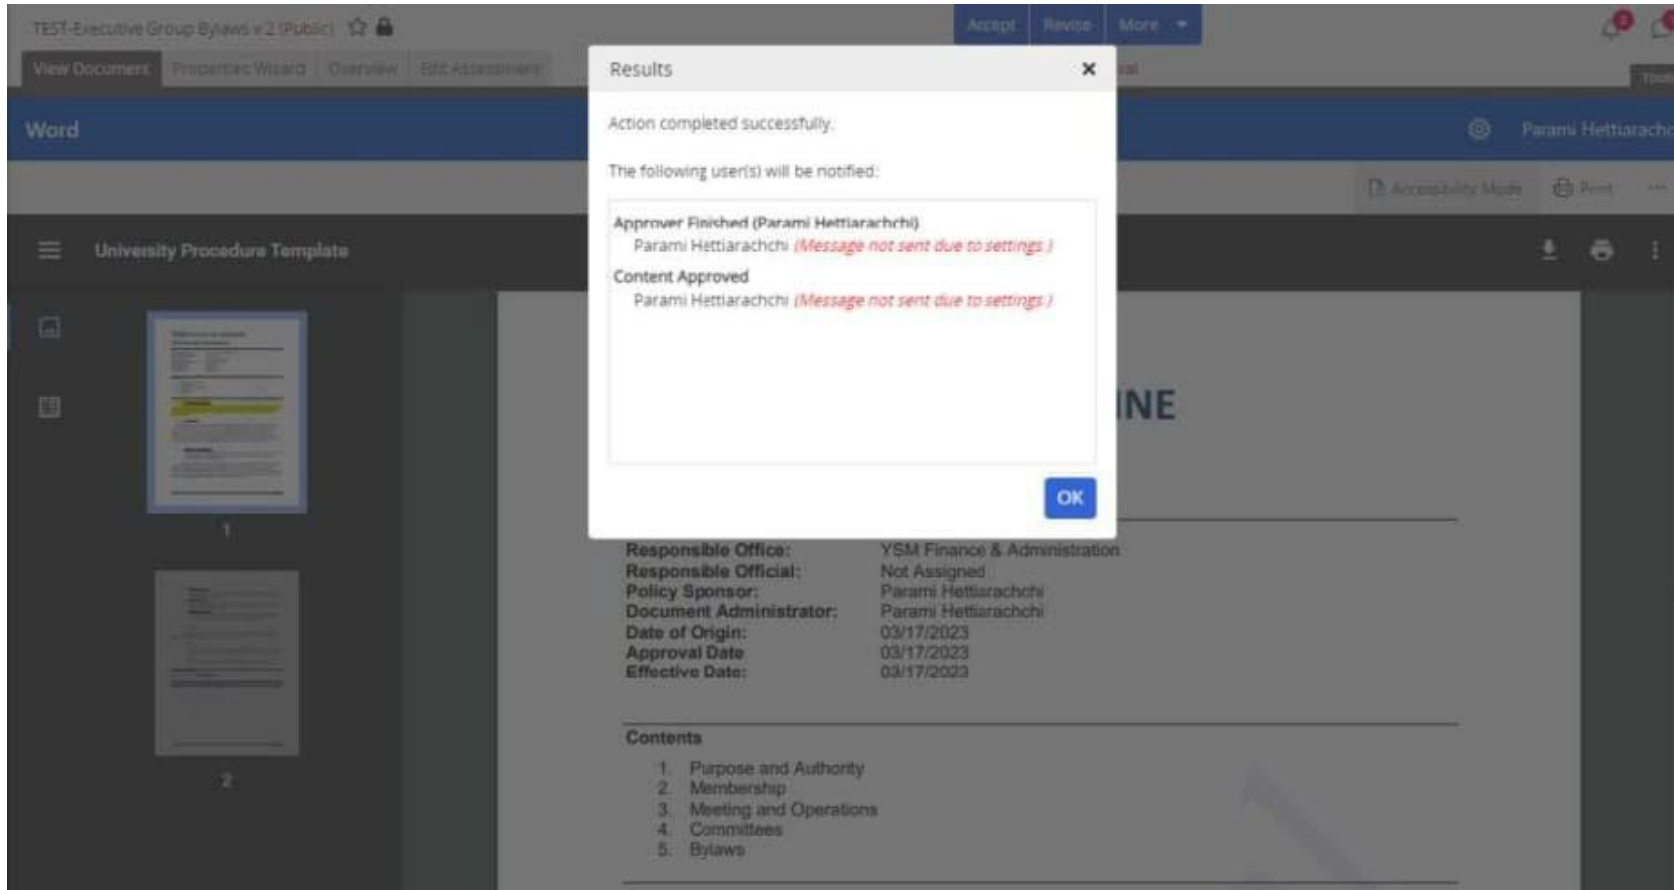 TEST-Executive Group Bylaws v.2 (Public)
Accept Revise More
View Document Properties Wizard Overview Edit Assessment
Results
Word
Parami Hettiarachc
Action completed successfully.
The following user(s) will be notified:
Accessibility Mode Print
Approver Finished (Parami Hettiarachchi)
Parami Hettiarachchi (Message not sent due to settings.)
Content Approved
Parami Hettiarachchi (Message not sent due to settings.)
University Procedure Template
INE
OK
1
2
Responsible Office: YSM Finance & Administration
Responsible Official: Not Assigned
Policy Sponsor: Parami Hettiarachchi
Document Administrator: Parami Hettiarachchi
Date of Origin: 03/17/2023
Approval Date 03/17/2023
Effective Date: 03/17/2023
Contents
1. Purpose and Authority
2. Membership
3. Meeting and Operations
4. Committees
5. Bylaws